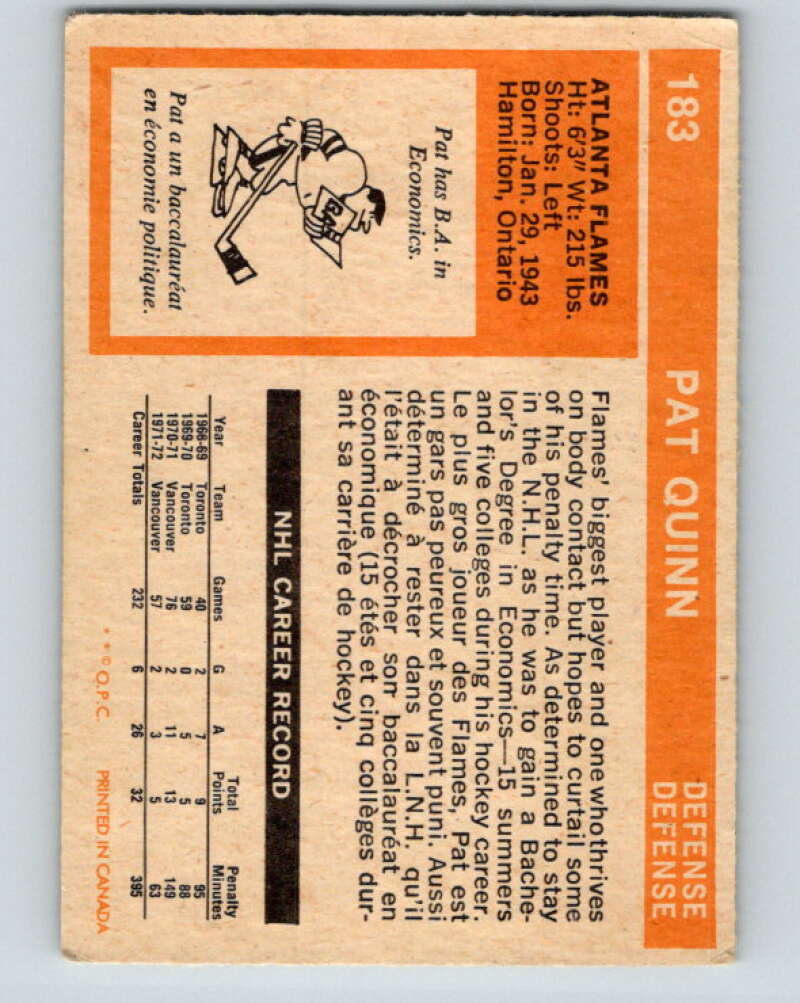 183 PAT QUINN DEFENSE
DEFENSE
ATLANTA FLAMES
Ht: 6'3" Wt: 215 lbs.
Shoots: Left
Born: Jan. 29, 1943
Hamilton, Ontario
Pat has B.A. in
Economics.
Pat a un baccalauréat
en économie politique.
Flames' biggest player and one who thrives
on body contact but hopes to curtail some
of his penalty time. As determined to stay
in the N.H.L. as he was to gain a Bache-
lor's Degree in Economics—15 summers
and five colleges during his hockey career.
Le plus gros joueur des Flames, Pat est
un gars pas peureux et souvent puni. Aussi
déterminé à rester dans la L.N.H. qu'il
l'était à décrocher son baccalauréat en
économique (15 étés et cinq collèges dur-
ant sa carrière de hockey).
NHL CAREER RECORD
Year Team Games G A Total Points Penalty Minutes
1968-69 Toronto 40 2 7 9 95
1969-70 Toronto 59 0 5 5 88
1970-71 Vancouver 76 2 11 13 149
1971-72 Vancouver 57 2 3 5 63
Career Totals 232 6 26 32 395
* * © O.P.C. PRINTED IN CANADA